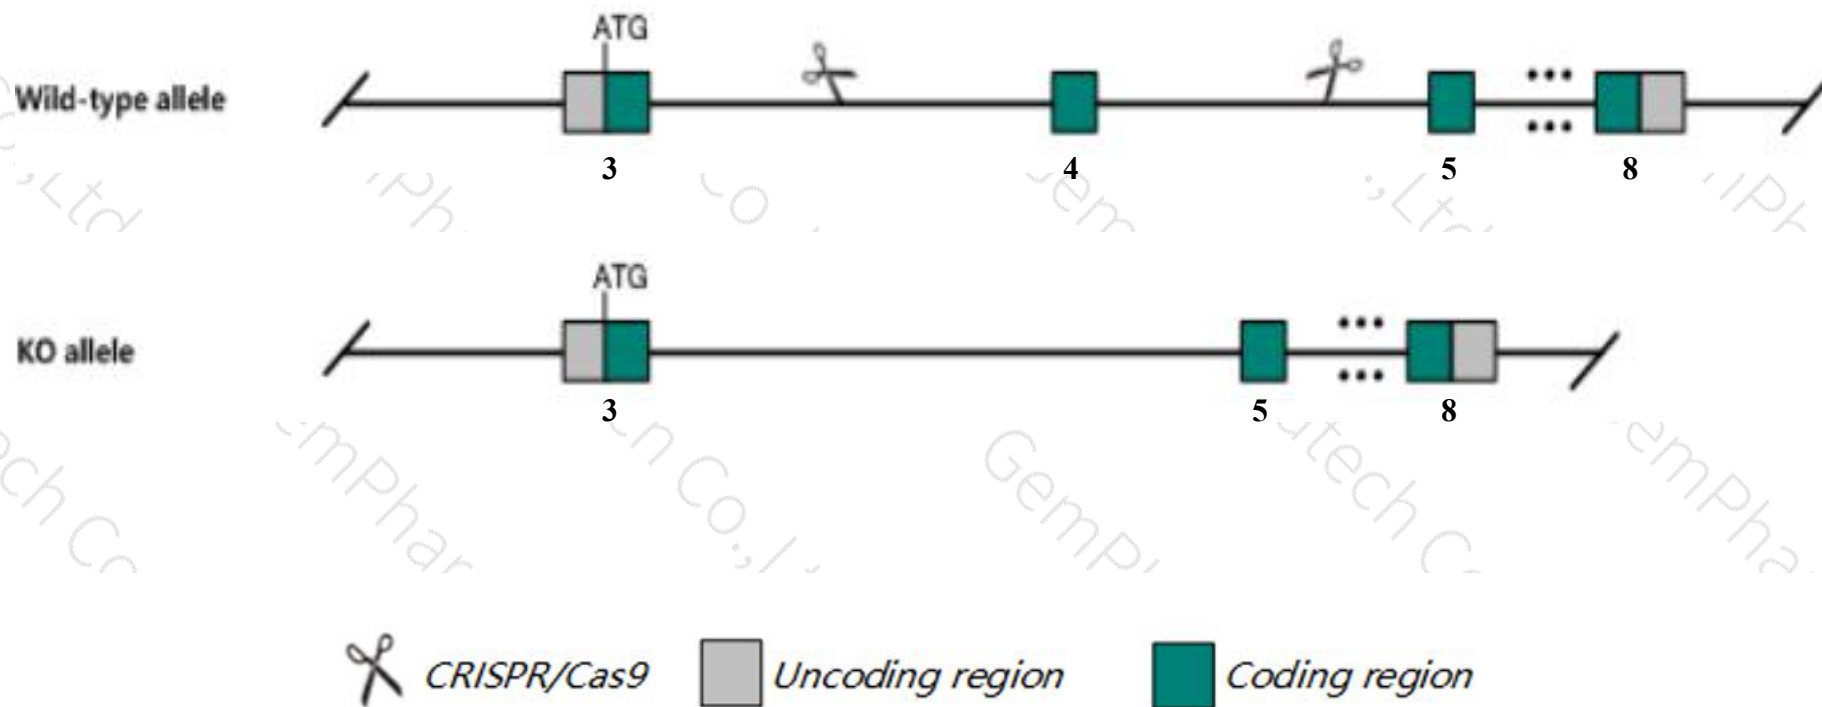 ATG
Wild-type allele
3 4 5 8
ATG
KO allele
3 5 8
CRISPR/Cas9 Uncoding region Coding region